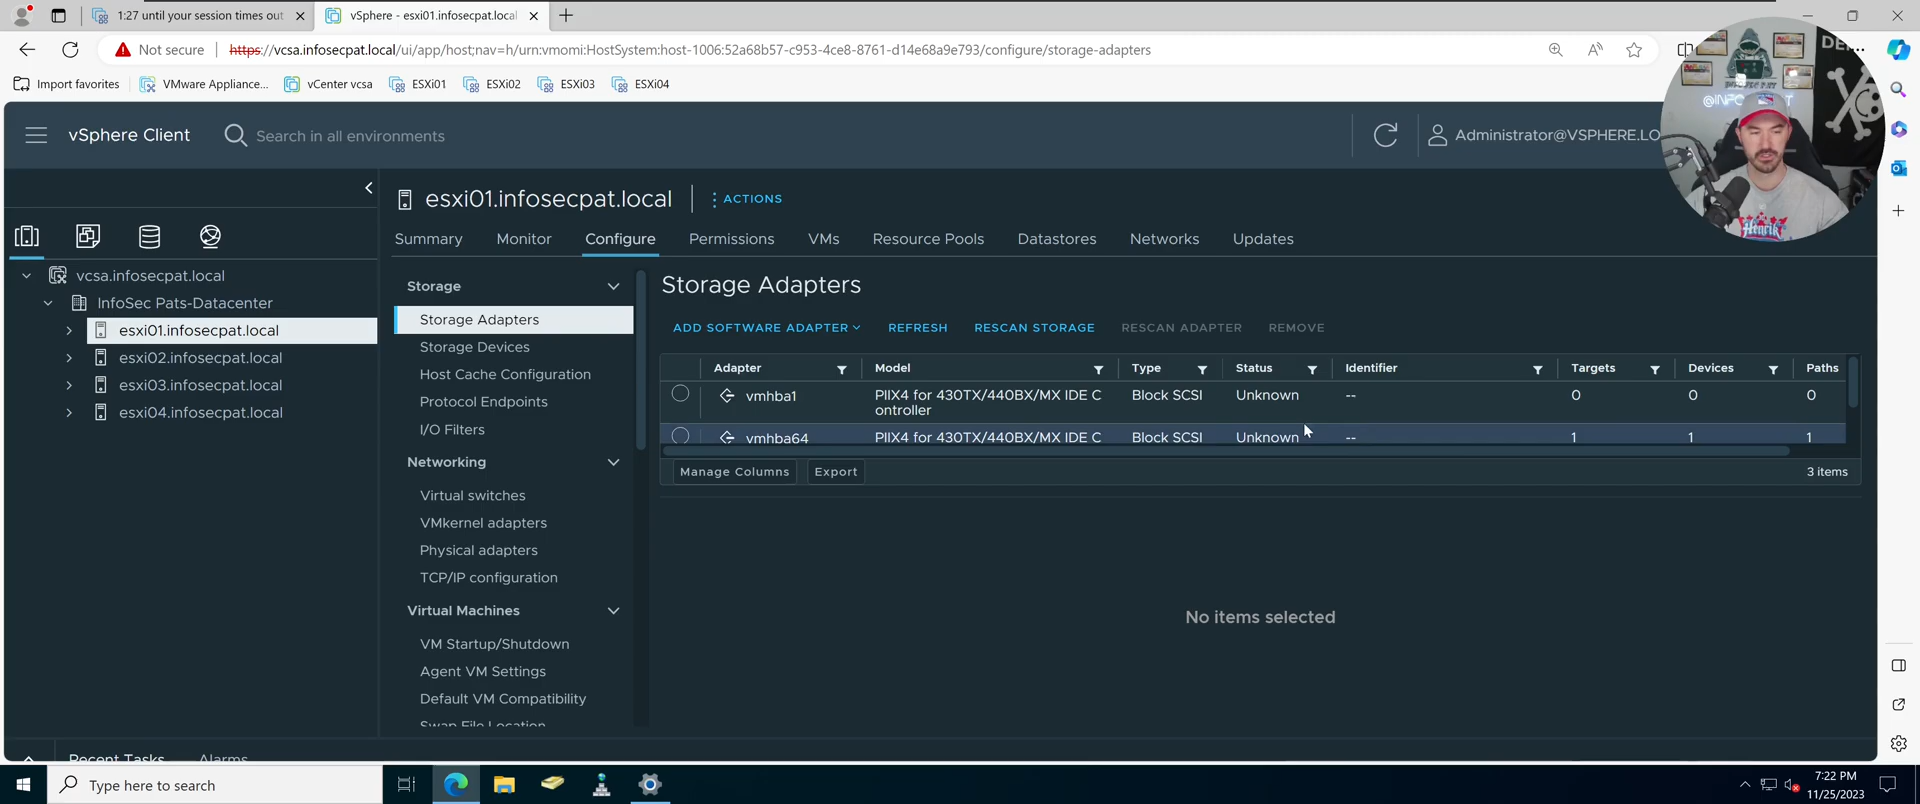 1:27 until your session times out
vSphere - esxi01.infosecpat.local
Not secure
https://vcsa.infosecpat.local/ui/app/host;nav=h/urn:vmomi:HostSystem:host-1006:52a68b57-c953-4ce8-8761-d14e68a9e793/configure/storage-adapters
Import favorites
VMware Appliance...
vCenter vcsa
ESXi01
ESXi02
ESXi03
ESXi04
vSphere Client
Search in all environments
Administrator@VSPHERE.LO
esxi01.infosecpat.local
ACTIONS
Summary
Monitor
Configure
Permissions
VMs
Resource Pools
Datastores
Networks
Updates
vcsa.infosecpat.local
InfoSec Pats-Datacenter
esxi01.infosecpat.local
esxi02.infosecpat.local
esxi03.infosecpat.local
esxi04.infosecpat.local
Storage
Storage Adapters
Storage Devices
Host Cache Configuration
Protocol Endpoints
I/O Filters
Networking
Virtual switches
VMkernel adapters
Physical adapters
TCP/IP configuration
Virtual Machines
VM Startup/Shutdown
Agent VM Settings
Default VM Compatibility
Swap File Location
Storage Adapters
ADD SOFTWARE ADAPTER
REFRESH
RESCAN STORAGE
RESCAN ADAPTER
REMOVE
Adapter Model Type Status Identifier Targets Devices Paths
vmhba1 PIIX4 for 430TX/440BX/MX IDE C Block SCSI Unknown -- 0 0 0
ontroller
vmhba64 PIIX4 for 430TX/440BX/MX IDE C Block SCSI Unknown -- 1 1 1
Manage Columns
Export
3 items
No items selected
Recent Tasks
Alarms
Type here to search
7:22 PM
11/25/2023